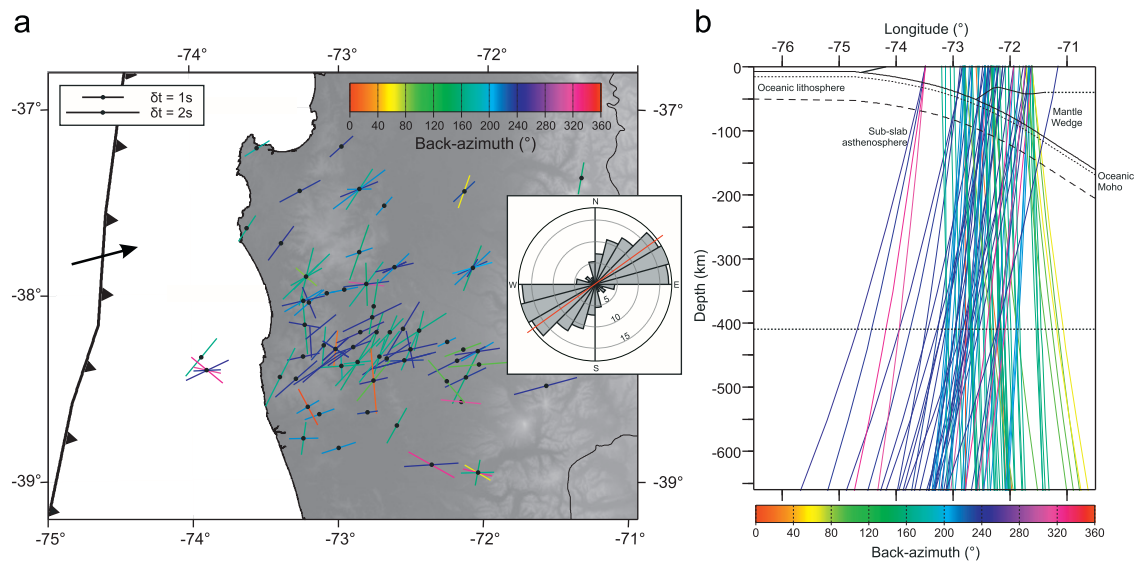 a
-74°
-73°
-72°
δt = 1s
δt = 2s
-37°
-37°
0 40 80 120 160 200 240 280 320 360
Back-azimuth (°)
N
W
E
S
5
10
15
-38°
-39°
-39°
-75°
-74°
-73°
-72°
-71°
b
Longitude (°)
-76 -75 -74 -73 -72 -71
Depth (km)
0
-100
-200
-300
-400
-500
-600
Oceanic lithosphere
Sub-slab
asthenosphere
Mantle
Wedge
Oceanic
Moho
0 40 80 120 160 200 240 280 320 360
Back-azimuth (°)